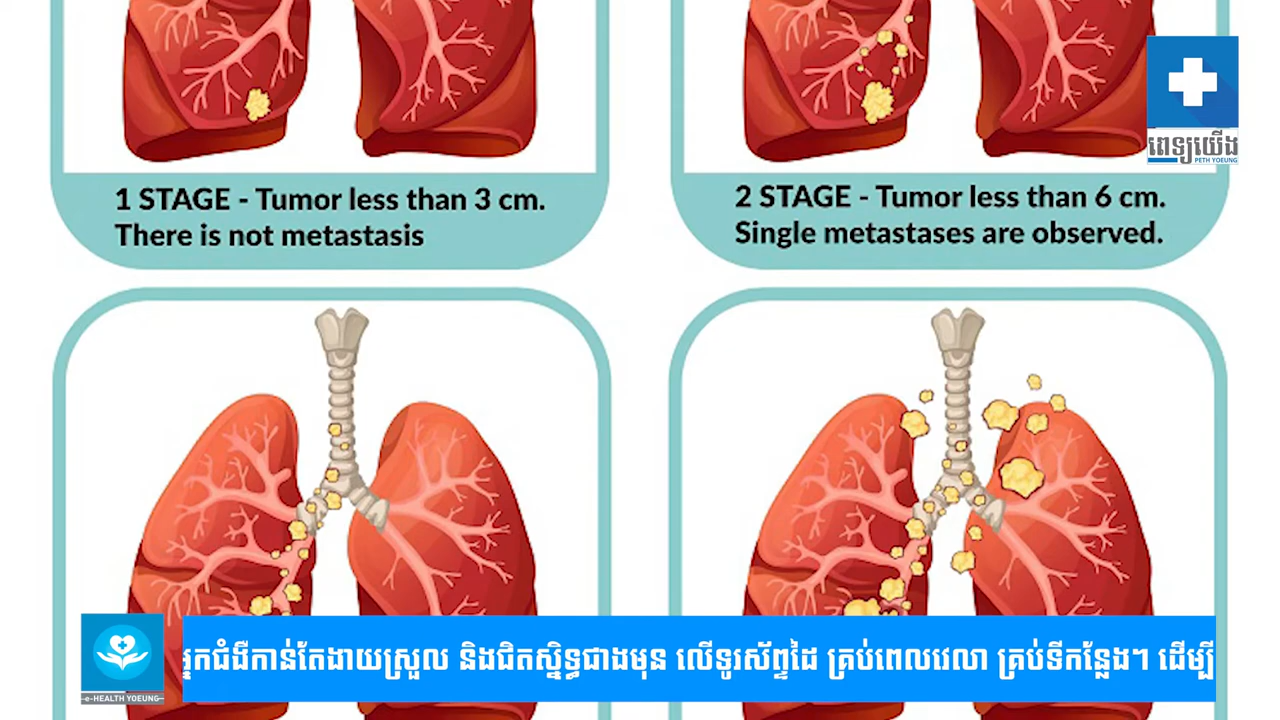 1 STAGE - Tumor less than 3 cm.
There is not metastasis
2 STAGE - Tumor less than 6 cm.
Single metastases are observed.
ពេទ្យយើង
PETH YOEUNG
កជំងឺកាន់តែងាយស្រួល និងជិតស្និទ្ធជាងមុន លើទូរស័ព្ទដៃ គ្រប់ពេលវេលា គ្រប់ទីកន្លែង។ ដើម្បី
e-HEALTH YOEUNG